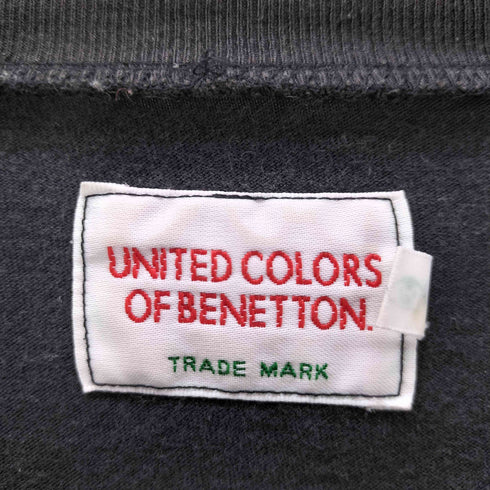 UNITED COLORS
OF BENETTON.
TRADE MARK